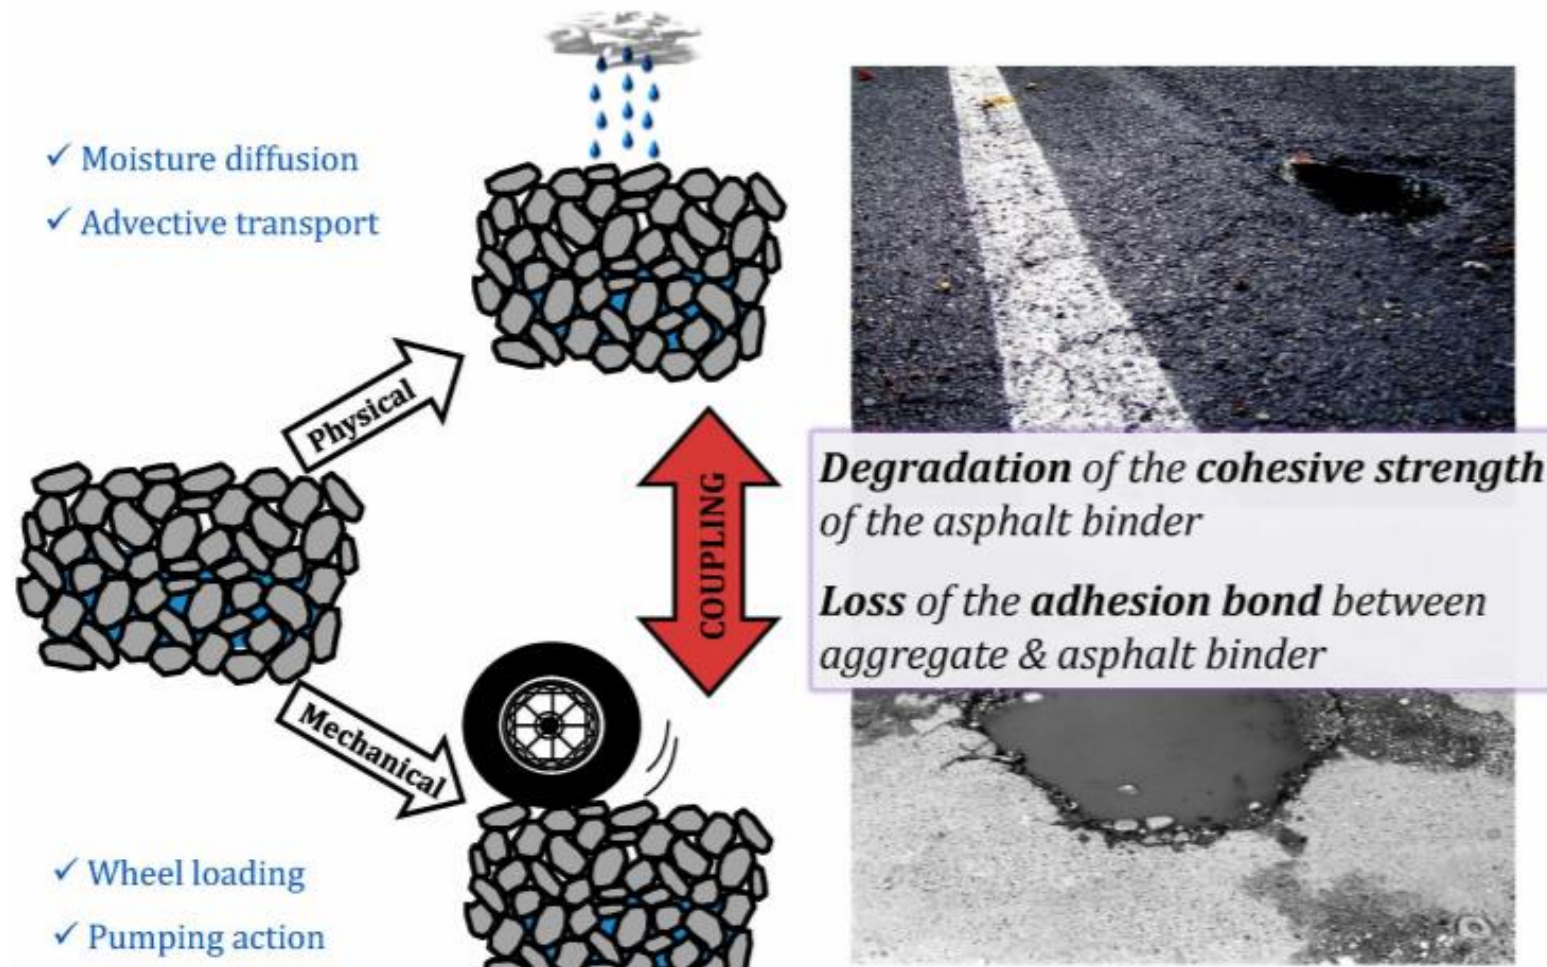 ✓ Moisture diffusion
✓ Advective transport
Physical
COUPLING
Degradation of the cohesive strength
of the asphalt binder
Loss of the adhesion bond between
aggregate & asphalt binder
Mechanical
✓ Wheel loading
✓ Pumping action